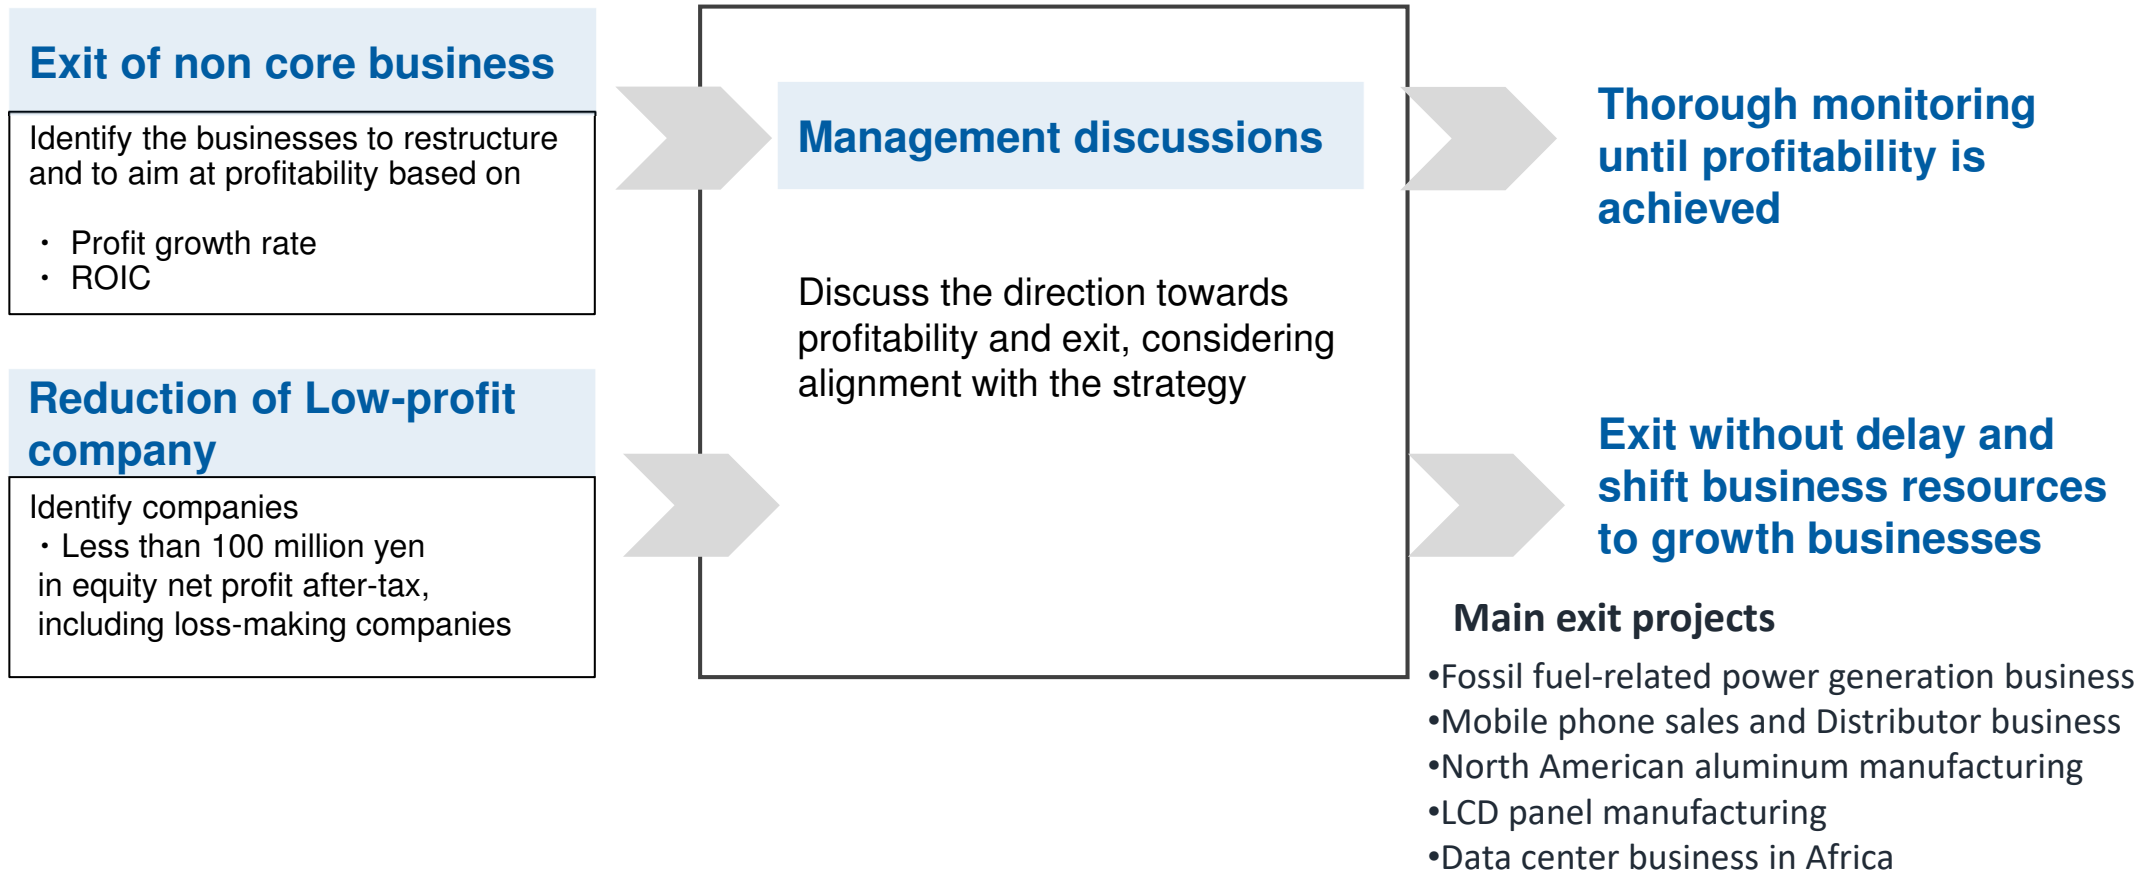 Exit of non core business
Identify the businesses to restructure
and to aim at profitability based on
・ Profit growth rate
・ ROIC
Reduction of Low-profit
company
Identify companies
・Less than 100 million yen
in equity net profit after-tax,
including loss-making companies
Management discussions
Discuss the direction towards
profitability and exit, considering
alignment with the strategy
Thorough monitoring
until profitability is
achieved
Exit without delay and
shift business resources
to growth businesses
Main exit projects
•Fossil fuel-related power generation business
•Mobile phone sales and Distributor business
•North American aluminum manufacturing
•LCD panel manufacturing
•Data center business in Africa